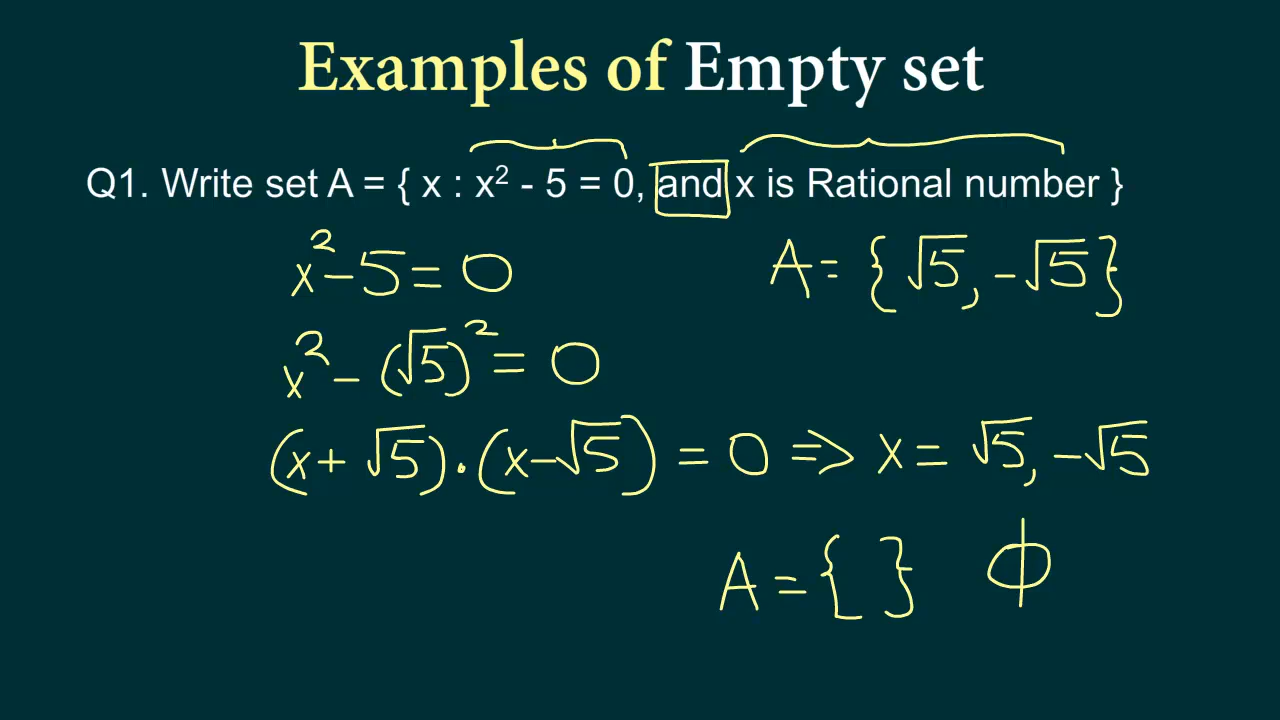 Examples of Empty set
Q1. Write set A = { x : x² - 5 = 0, and x is Rational number }
x² - 5 = 0
A = { √5, -√5 }
x² - (√5)² = 0
(x + √5) · (x - √5) = 0 ⇒ x = √5, -√5
A = { } ϕ